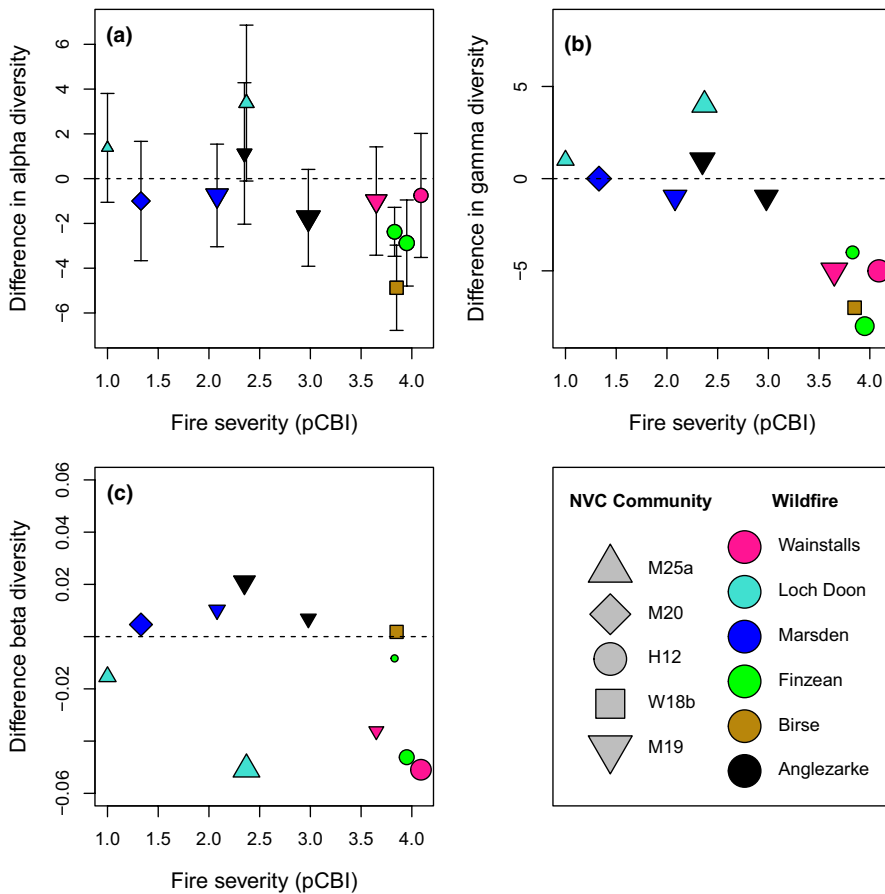 (a)
Difference in alpha diversity
6
4
2
0
−2
−4
−6
1.0 1.5 2.0 2.5 3.0 3.5 4.0
Fire severity (pCBI)
(b)
Difference in gamma diversity
5
0
−5
1.0 1.5 2.0 2.5 3.0 3.5 4.0
Fire severity (pCBI)
(c)
Difference beta diversity
0.06
0.04
0.02
−0.02
−0.06
1.0 1.5 2.0 2.5 3.0 3.5 4.0
Fire severity (pCBI)
NVC Community
M25a
M20
H12
W18b
M19
Wildfire
Wainstalls
Loch Doon
Marsden
Finzean
Birse
Anglezarke